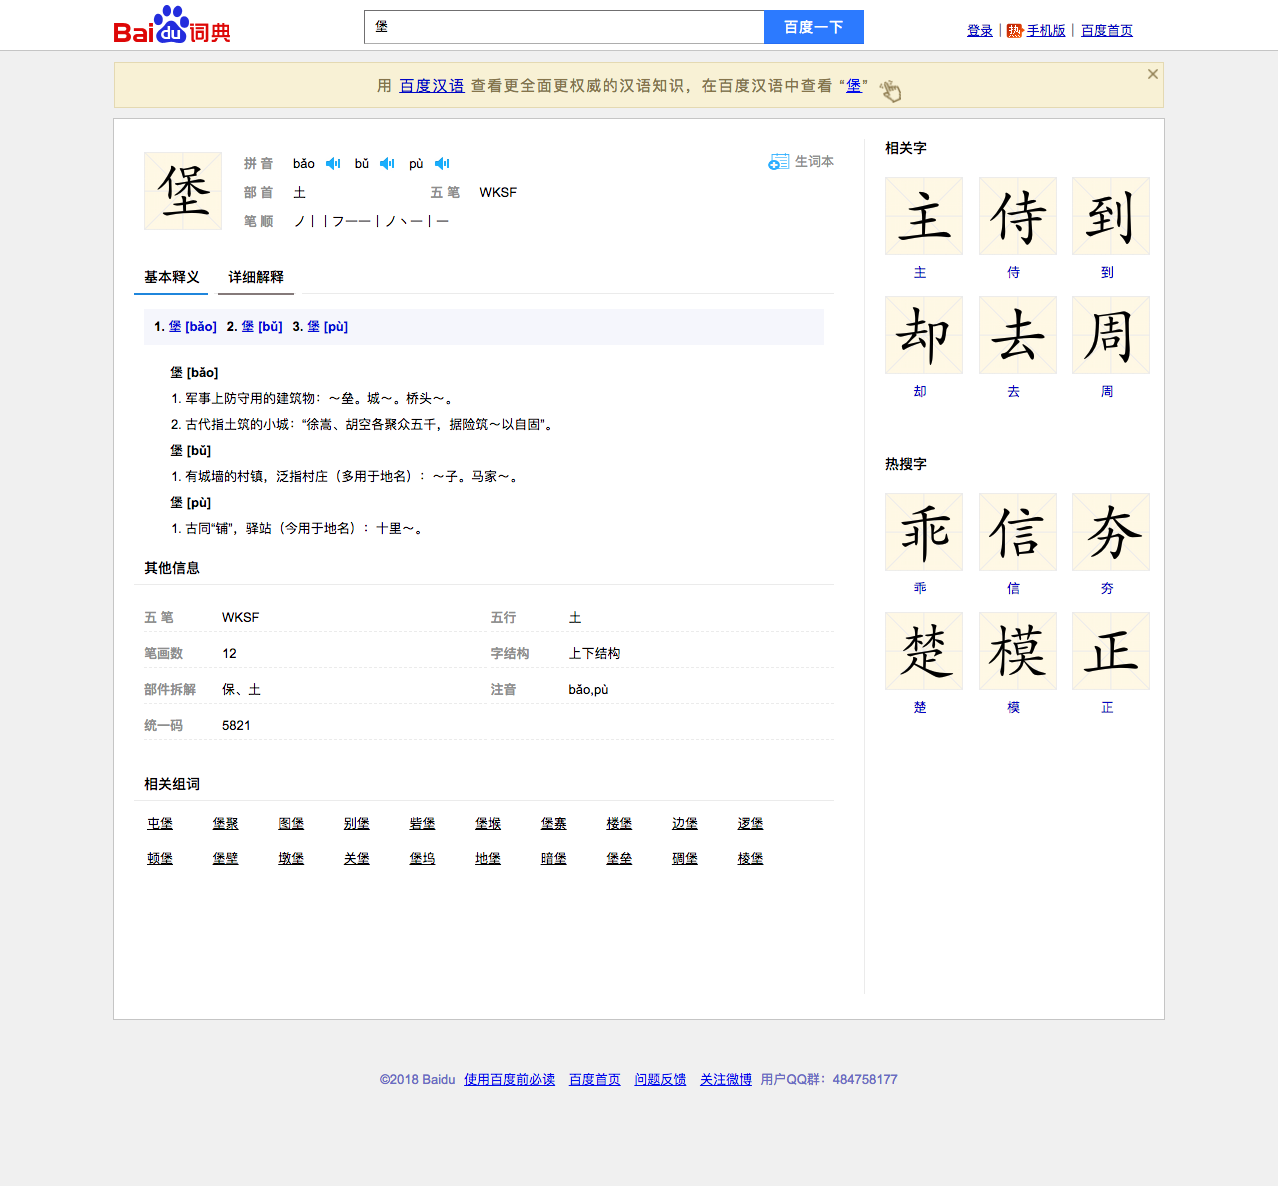 Baidu词典
堡
百度一下
登录 | 热 手机版 | 百度首页
用 百度汉语 查看更全面更权威的汉语知识，在百度汉语中查看 “堡”
堡
拼 音 bǎo bǔ pù
生词本
部 首 土 五 笔 WKSF
笔 顺 ノ丨丨フ一一丨ノ丶一丨一
基本释义 详细解释
1. 堡 [bǎo] 2. 堡 [bǔ] 3. 堡 [pù]
堡 [bǎo]
1. 军事上防守用的建筑物：～垒。城～。桥头～。
2. 古代指土筑的小城：“徐嵩、胡空各聚众五千，据险筑～以自固”。
堡 [bǔ]
1. 有城墙的村镇，泛指村庄（多用于地名）：～子。马家～。
堡 [pù]
1. 古同“铺”，驿站（今用于地名）：十里～。
其他信息
五 笔 WKSF 五行 土
笔画数 12 字结构 上下结构
部件拆解 保、土 注音 bǎo,pù
统一码 5821
相关组词
屯堡 堡聚 图堡 别堡 砦堡 堡堠 堡寨 楼堡 边堡 逻堡
顿堡 堡壁 墩堡 关堡 堡坞 地堡 暗堡 堡垒 碉堡 棱堡
相关字
主 侍 到
主 侍 到
却 去 周
却 去 周
热搜字
乖 信 夯
乖 信 夯
楚 模 正
楚 模 正
©2018 Baidu 使用百度前必读 百度首页 问题反馈 关注微博 用户QQ群：484758177